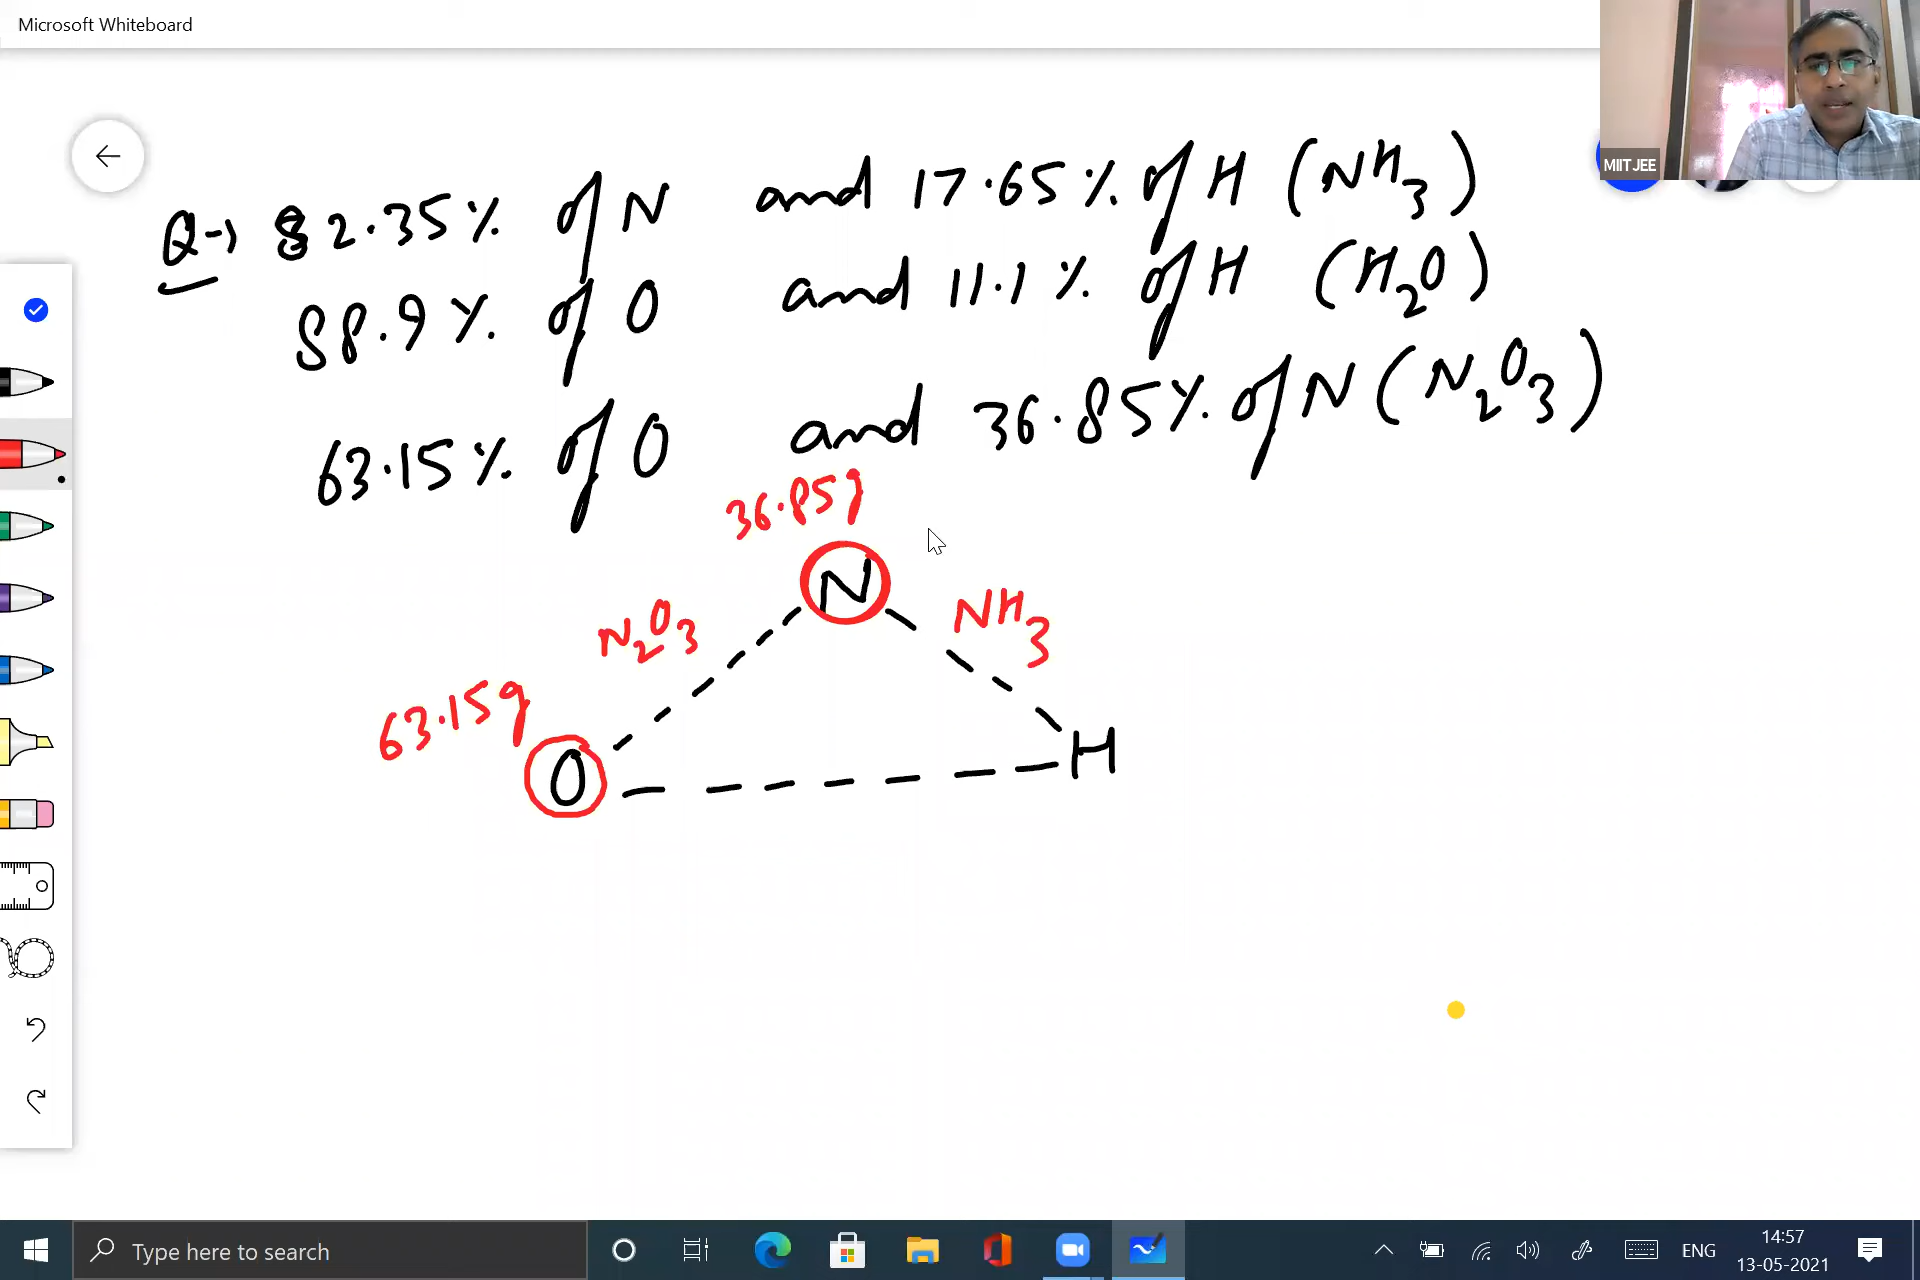 Microsoft Whiteboard
MIIT JEE
Q→ 82.35% of N and 17.65% of H (NH3)
88.9% of O and 11.1% of H (H2O)
63.15% of O and 36.85% of N (N2O3)
36.85g
N
N2O3
NH3
63.15g
O
H
Type here to search
ENG
14:57
13-05-2021